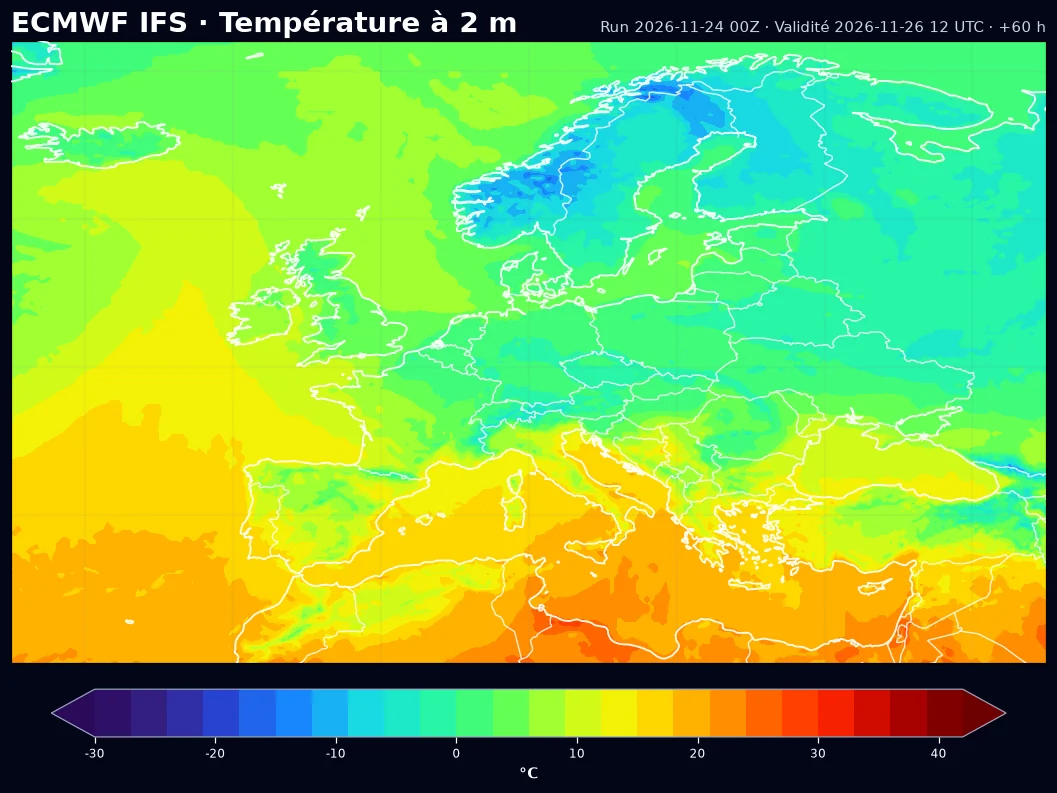 ECMWF IFS · Température à 2 m
Run 2026-11-24 00Z · Validité 2026-11-26 12 UTC · +60 h
-30 -20 -10 0 10 20 30 40
°C